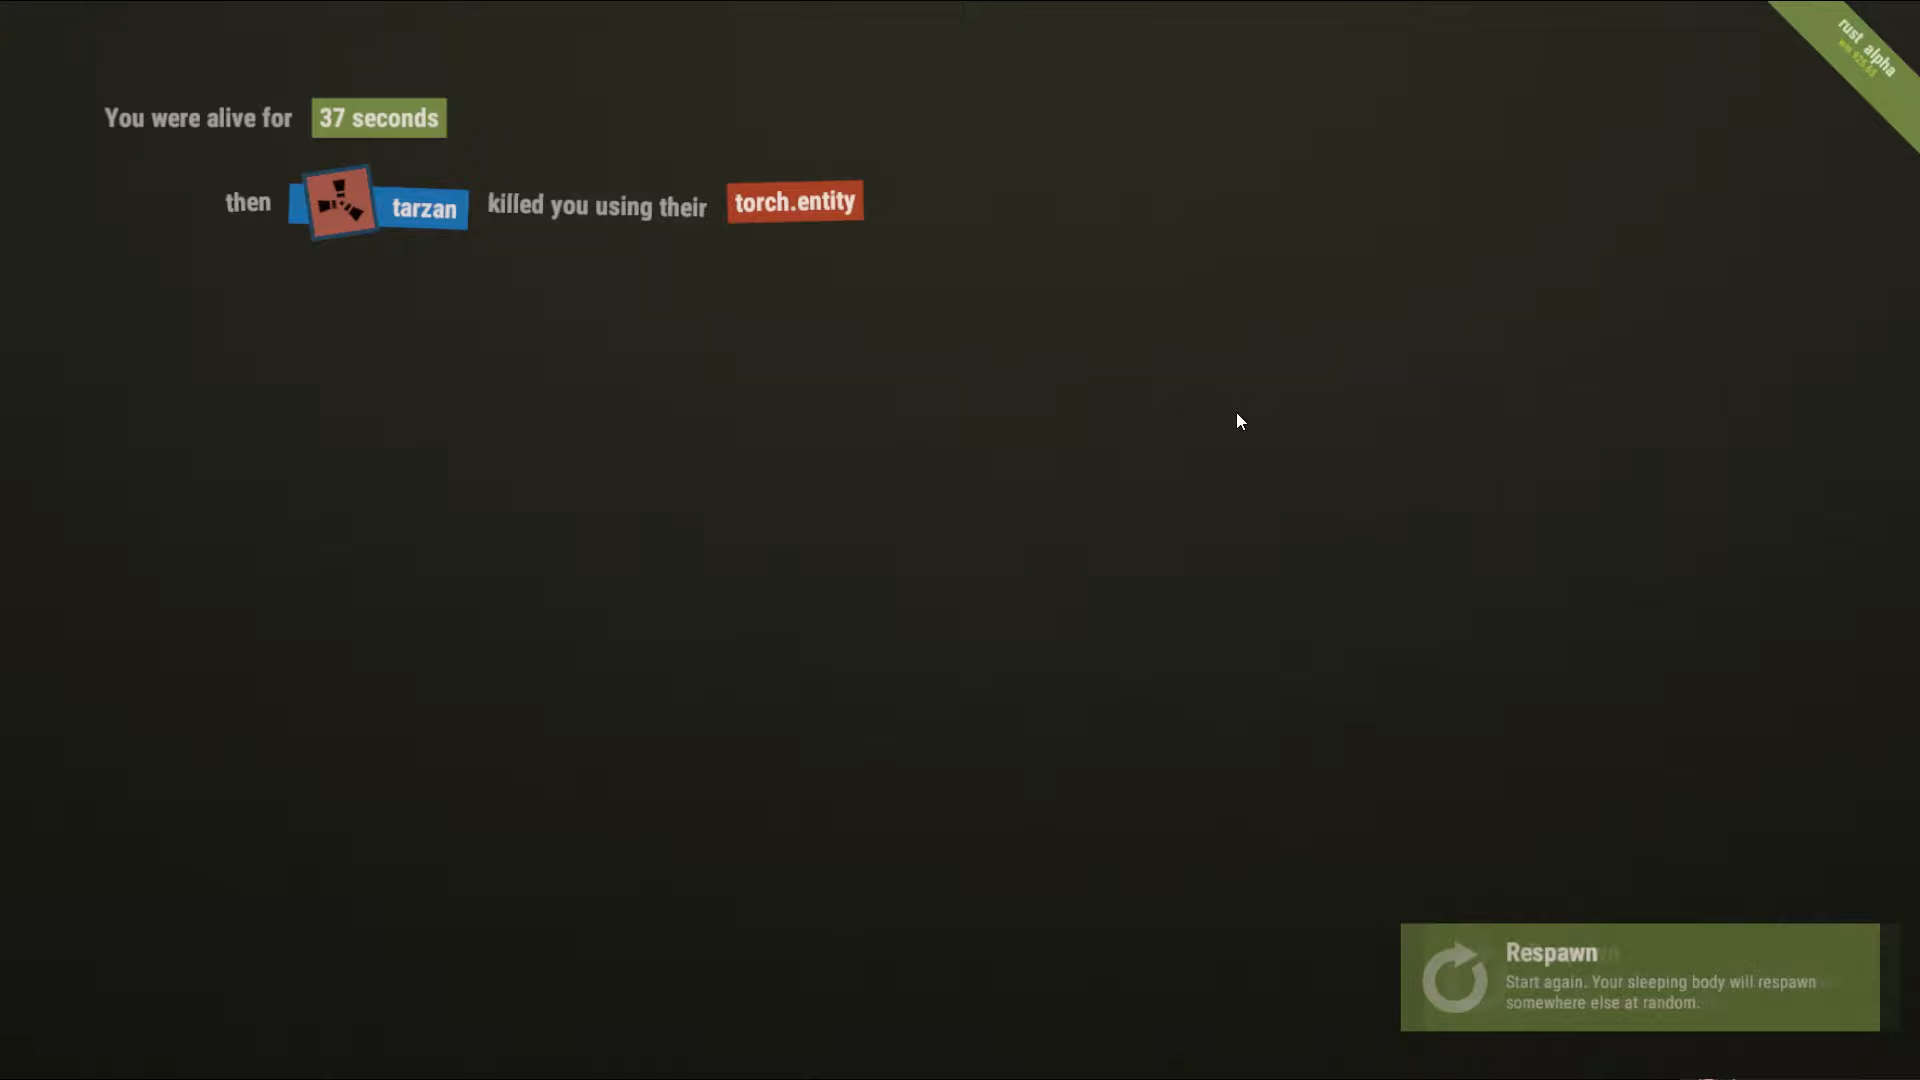 rust alpha
You were alive for 37 seconds
then tarzan killed you using their torch.entity
Respawn
Start again. Your sleeping body will respawn
somewhere else at random.